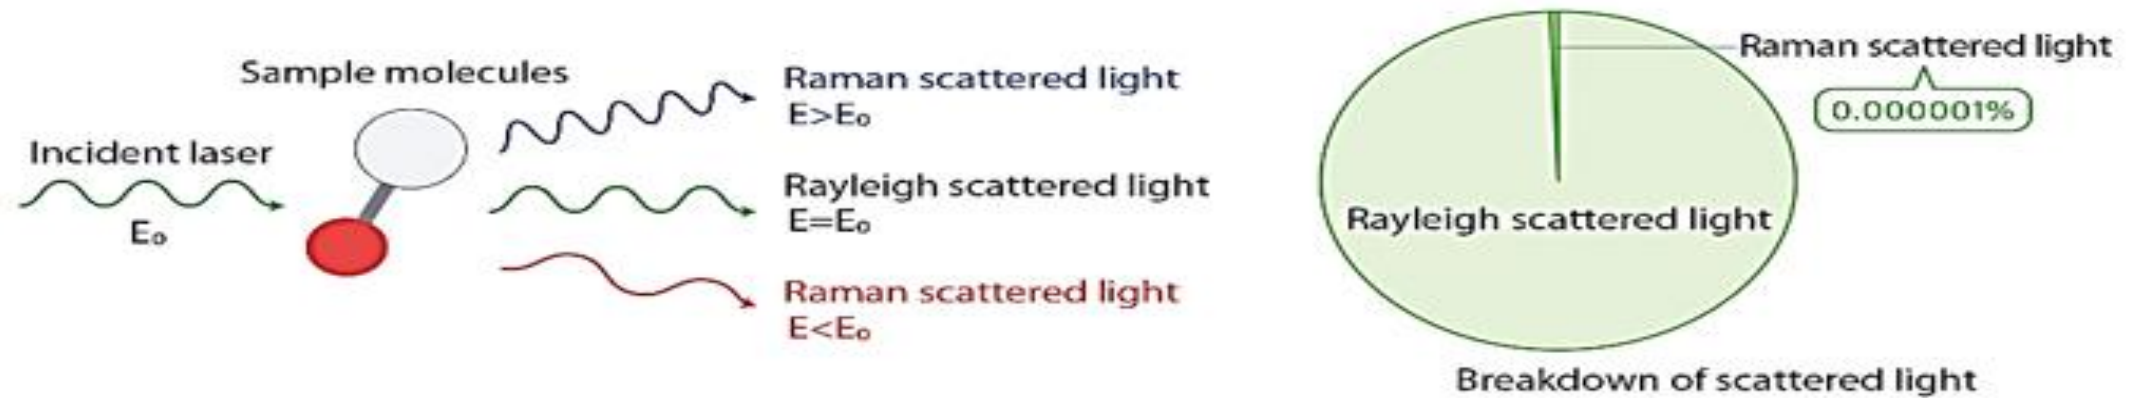 Sample molecules
Incident laser
E₀
Raman scattered light
E>E₀
Rayleigh scattered light
E=E₀
Raman scattered light
E<E₀
Raman scattered light
0.000001%
Rayleigh scattered light
Breakdown of scattered light